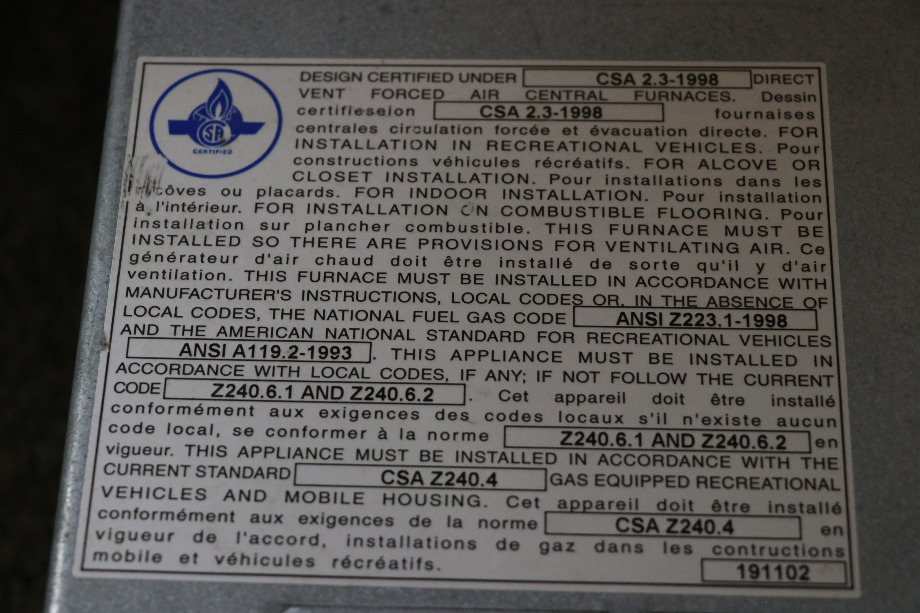 DESIGN CERTIFIED UNDER CSA 2.3-1998 DIRECT
VENT FORCED AIR CENTRAL FURNACES. Dessin
certifieseion CSA 2.3-1998 fournaises
centrales circulation forcée et évacuation directe. FOR
INSTALLATION IN RECREATIONAL VEHICLES. Pour
constructions véhicules récréatifs. FOR ALCOVE OR
CLOSET INSTALLATION. Pour installations dans les
SA
CERTIFIED
ou placards. FOR INDOOR INSTALLATION. Pour installation
à l'intérieur. FOR INSTALLATION ON COMBUSTIBLE FLOORING. Pour
installation sur plancher combustible. THIS FURNACE MUST BE
INSTALLED SO THERE ARE PROVISIONS FOR VENTILATING AIR. Ce
générateur d'air chaud doit être installé de sorte qu'il y d'air
ventilation. THIS FURNACE MUST BE INSTALLED IN ACCORDANCE WITH
MANUFACTURER'S INSTRUCTIONS, LOCAL CODES OR, IN THE ABSENCE OF
LOCAL CODES, THE NATIONAL FUEL GAS CODE ANSI Z223.1-1998
AND THE AMERICAN NATIONAL STANDARD FOR RECREATIONAL VEHICLES
ANSI A119.2-1993. THIS APPLIANCE MUST BE INSTALLED IN
ACCORDANCE WITH LOCAL CODES, IF ANY; IF NOT FOLLOW THE CURRENT
CODE Z240.6.1 AND Z240.6.2. Cet appareil doit être installé
conformément aux exigences des codes locaux s'il n'existe aucun
code local, se conformer à la norme Z240.6.1 AND Z240.6.2 en
vigueur. THIS APPLIANCE MUST BE INSTALLED IN ACCORDANCE WITH THE
CURRENT STANDARD CSA Z240.4 GAS EQUIPPED RECREATIONAL
VEHICLES AND MOBILE HOUSING. Cet appareil doit être installé
conformément aux exigences de la norme CSA Z240.4 en
vigueur de l'accord, installations de gaz dans les contructions
mobile et véhicules récréatifs.
191102